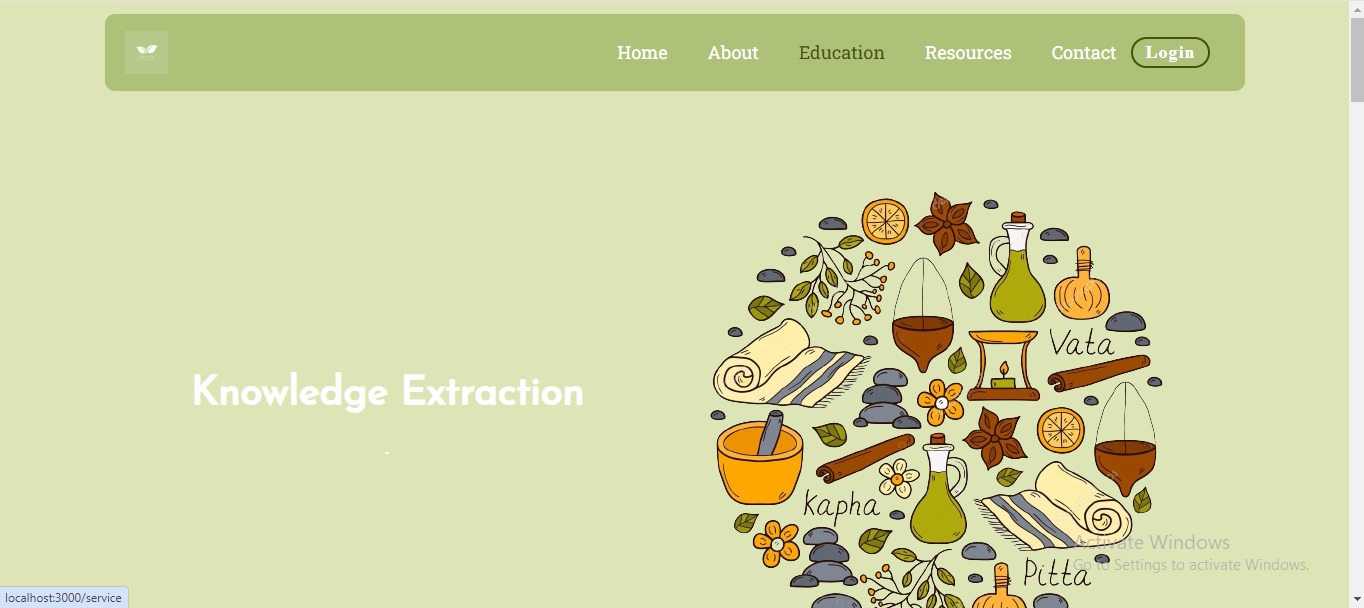 Home About Education Resources Contact Login
Vata
Knowledge Extraction
-
Kapha
Activate Windows
Go to Settings to activate Windows.
Pitta
localhost:3000/service